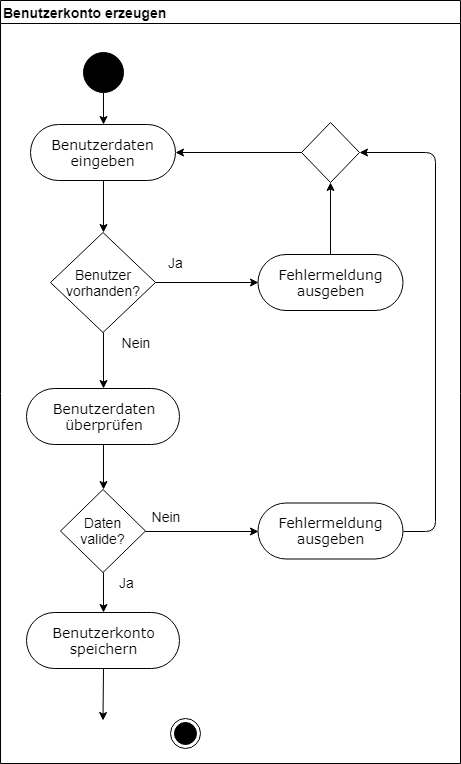 Benutzerkonto erzeugen
Benutzerdaten
eingeben
Benutzer
vorhanden?
Ja
Fehlermeldung
ausgeben
Nein
Benutzerdaten
überprüfen
Daten
valide?
Nein
Fehlermeldung
ausgeben
Ja
Benutzerkonto
speichern